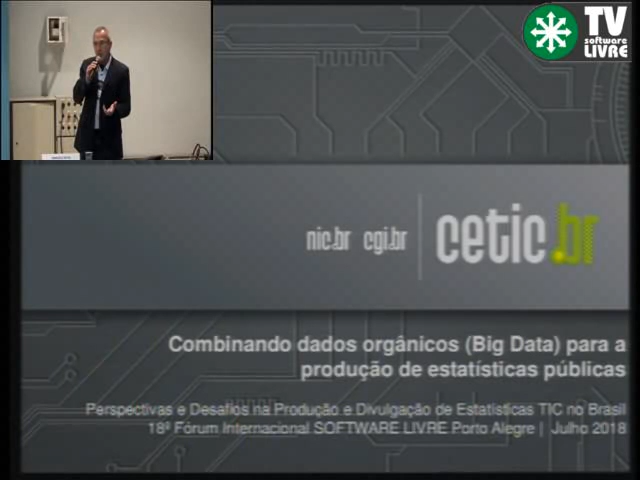 TV
software
LIVRE
nic.br cgi.br cetic.br
Combinando dados orgânicos (Big Data) para a
produção de estatísticas públicas
Perspectivas e Desafios na Produção e Divulgação de Estatísticas TIC no Brasil
18º Fórum Internacional SOFTWARE LIVRE Porto Alegre | Julho 2018